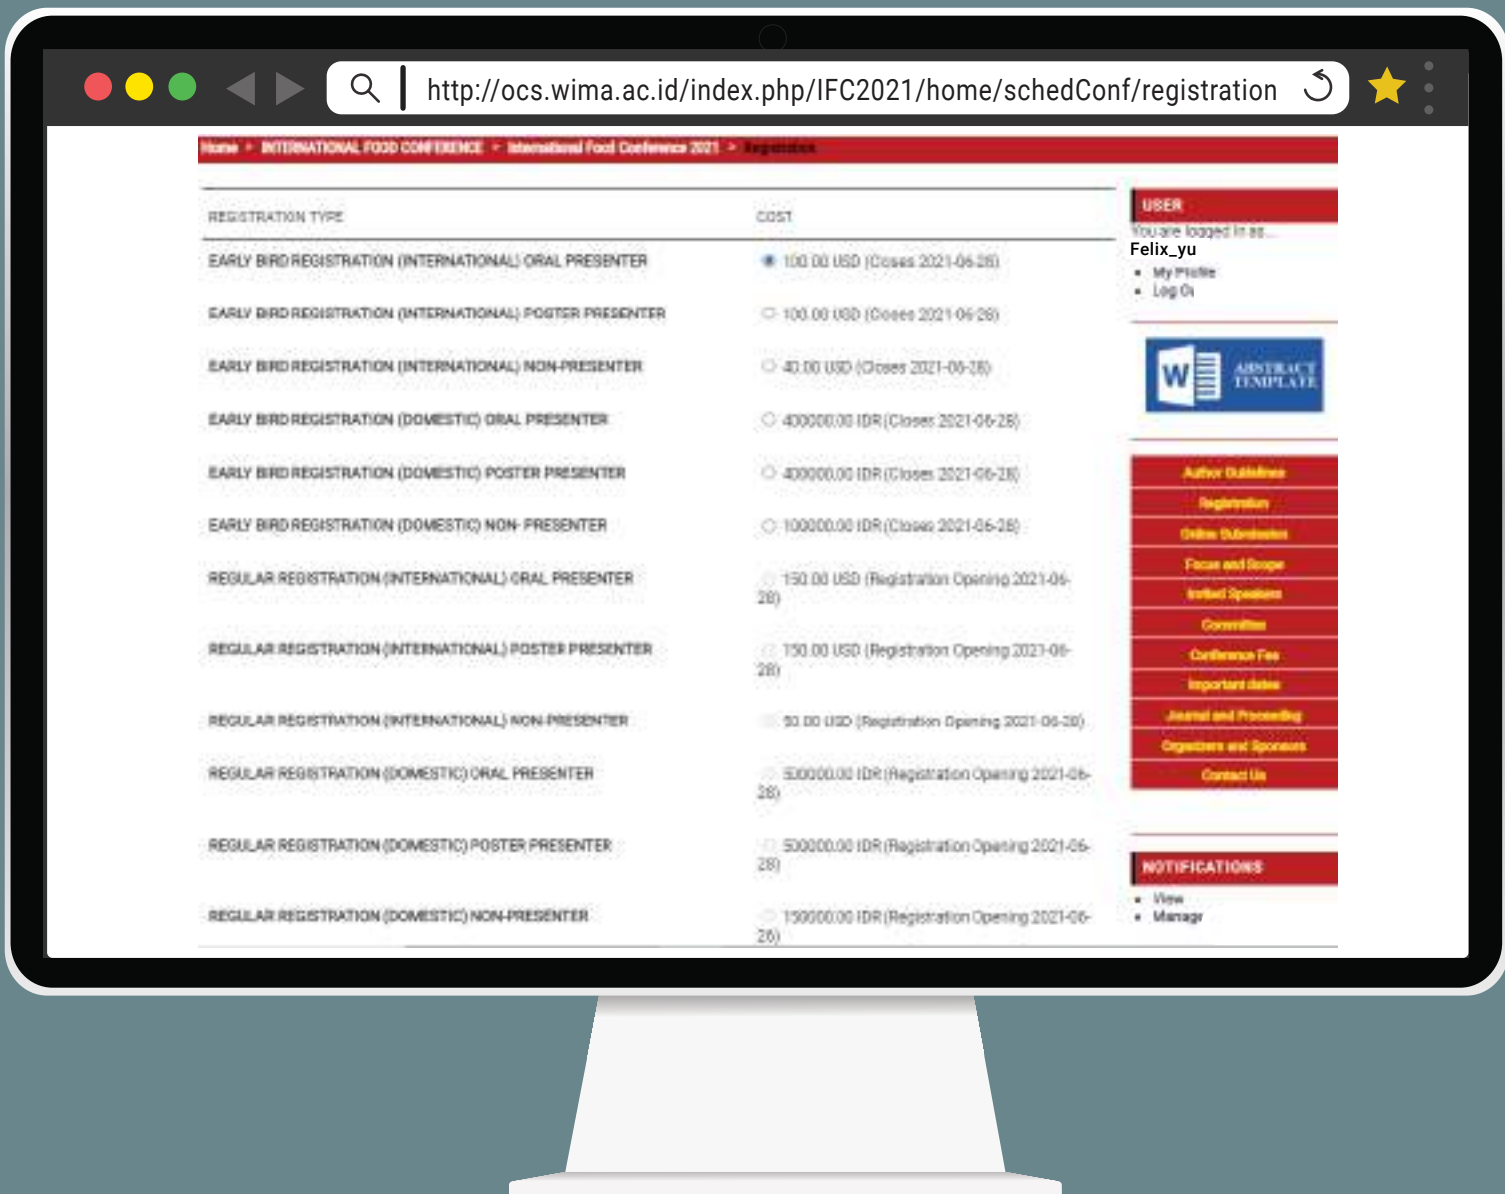 http://ocs.wima.ac.id/index.php/IFC2021/home/schedConf/registration
Home > INTERNATIONAL FOOD CONFERENCE > International Food Conference 2021 > Registration
REGISTRATION TYPE COST
EARLY BIRD REGISTRATION (INTERNATIONAL) ORAL PRESENTER 100.00 USD (Closes 2021-06-28)
EARLY BIRD REGISTRATION (INTERNATIONAL) POSTER PRESENTER 100.00 USD (Closes 2021-06-28)
EARLY BIRD REGISTRATION (INTERNATIONAL) NON-PRESENTER 40.00 USD (Closes 2021-06-28)
EARLY BIRD REGISTRATION (DOMESTIC) ORAL PRESENTER 400000.00 IDR (Closes 2021-06-28)
EARLY BIRD REGISTRATION (DOMESTIC) POSTER PRESENTER 400000.00 IDR (Closes 2021-06-28)
EARLY BIRD REGISTRATION (DOMESTIC) NON- PRESENTER 100000.00 IDR (Closes 2021-06-28)
REGULAR REGISTRATION (INTERNATIONAL) ORAL PRESENTER 150.00 USD (Registration Opening 2021-06-
28)
REGULAR REGISTRATION (INTERNATIONAL) POSTER PRESENTER 150.00 USD (Registration Opening 2021-06-
28)
REGULAR REGISTRATION (INTERNATIONAL) NON-PRESENTER 50.00 USD (Registration Opening 2021-06-28)
REGULAR REGISTRATION (DOMESTIC) ORAL PRESENTER 500000.00 IDR (Registration Opening 2021-06-
28)
REGULAR REGISTRATION (DOMESTIC) POSTER PRESENTER 500000.00 IDR (Registration Opening 2021-06-
28)
REGULAR REGISTRATION (DOMESTIC) NON-PRESENTER 150000.00 IDR (Registration Opening 2021-06-
28)
USER
You are logged in as...
Felix_yu
My Profile
Log Ou
W ABSTRACT
TEMPLATE
Author Guidelines
Registration
Online Submission
Focus and Scope
Invited Speakers
Committee
Conference Fee
Important dates
Journal and Proceeding
Organizers and Sponsors
Contact Us
NOTIFICATIONS
View
Manage